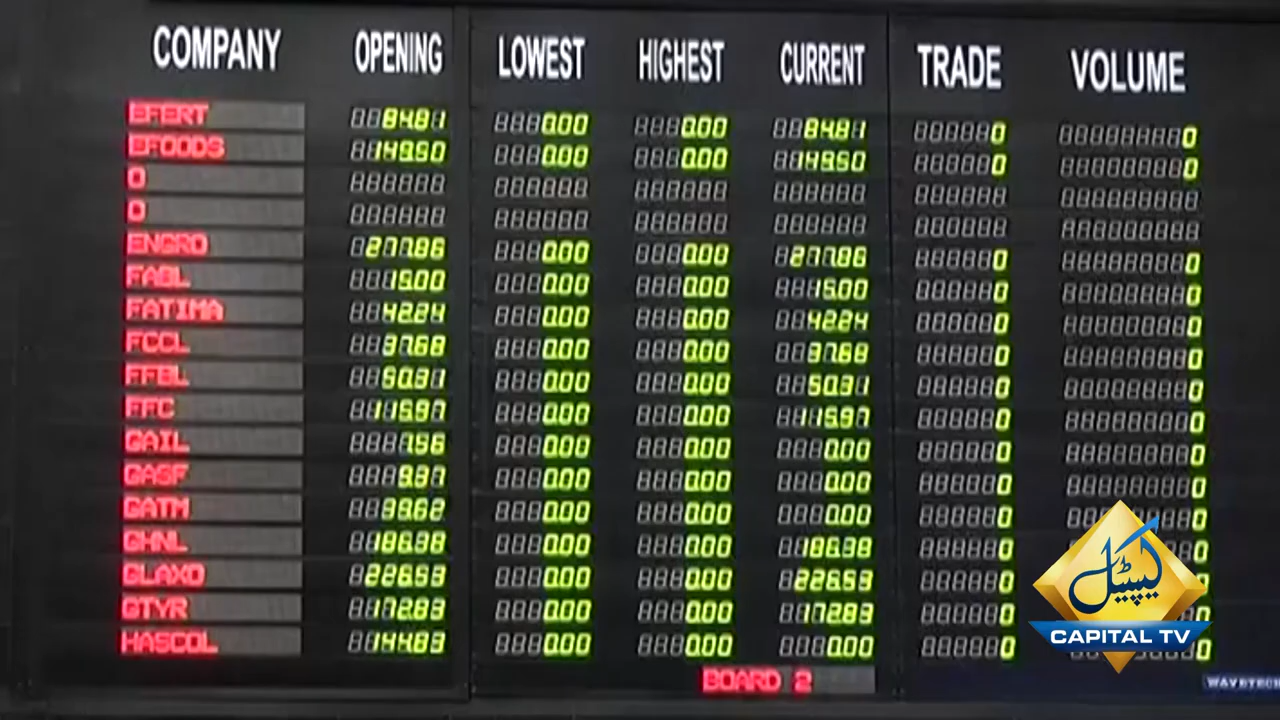 COMPANY OPENING LOWEST HIGHEST CURRENT TRADE VOLUME
EFERT 84.81 0.00 0.00 84.81 0 0
EFOODS 149.50 0.00 0.00 149.50 0 0
0
0
ENGRO 277.86 0.00 0.00 277.86 0 0
FABL 15.00 0.00 0.00 15.00 0 0
FATIMA 42.24 0.00 0.00 42.24 0 0
FCCL 37.68 0.00 0.00 37.68 0 0
FFBL 50.31 0.00 0.00 50.31 0 0
FFC 115.97 0.00 0.00 115.97 0 0
GAIL 7.56 0.00 0.00 0.00 0 0
GASF 9.37 0.00 0.00 0.00 0 0
GATM 39.62 0.00 0.00 0.00 0 0
GHNL 186.38 0.00 0.00 186.38 0 0
GLAXO 226.53 0.00 0.00 226.53 0 0
GTYR 172.83 0.00 0.00 172.83 0 0
HASCOL 144.83 0.00 0.00 0.00 0 0
BOARD 2
کیپیٹل
CAPITAL TV
WAVETECH